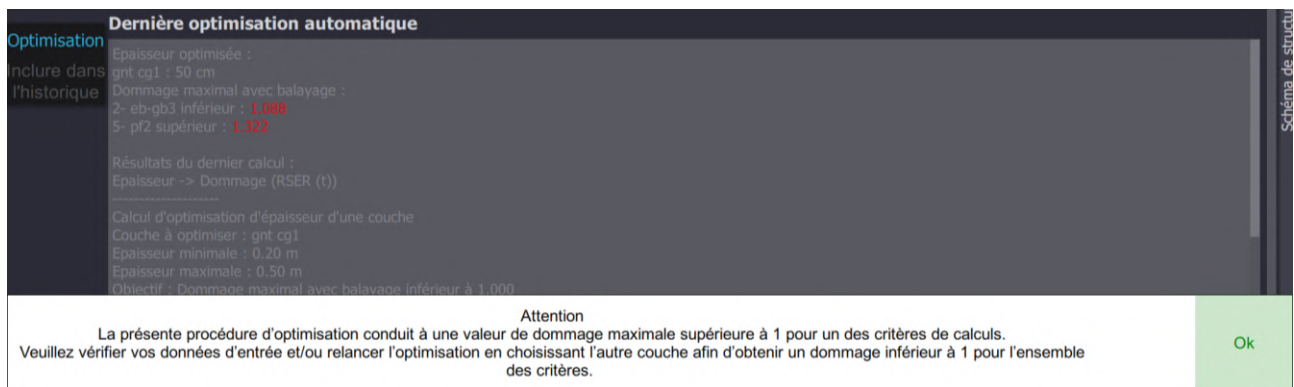 Dernière optimisation automatique
Optimisation
Inclure dans
l'historique
Epaisseur optimisée :
gnt cg1 : 50 cm
Dommage maximal avec balayage :
2- eb-gb3 inférieur : 1.088
5- pf2 supérieur : 1.322
Résultats du dernier calcul :
Epaisseur -> Dommage (RSER (t))
--------------------
Calcul d'optimisation d'épaisseur d'une couche
Couche à optimiser : gnt cg1
Epaisseur minimale : 0.20 m
Epaisseur maximale : 0.50 m
Objectif : Dommage maximal avec balayage inférieur à 1.000
Schéma de structu
Attention
La présente procédure d'optimisation conduit à une valeur de dommage maximale supérieure à 1 pour un des critères de calculs.
Veuillez vérifier vos données d'entrée et/ou relancer l'optimisation en choisissant l'autre couche afin d'obtenir un dommage inférieur à 1 pour l'ensemble
des critères.
Ok